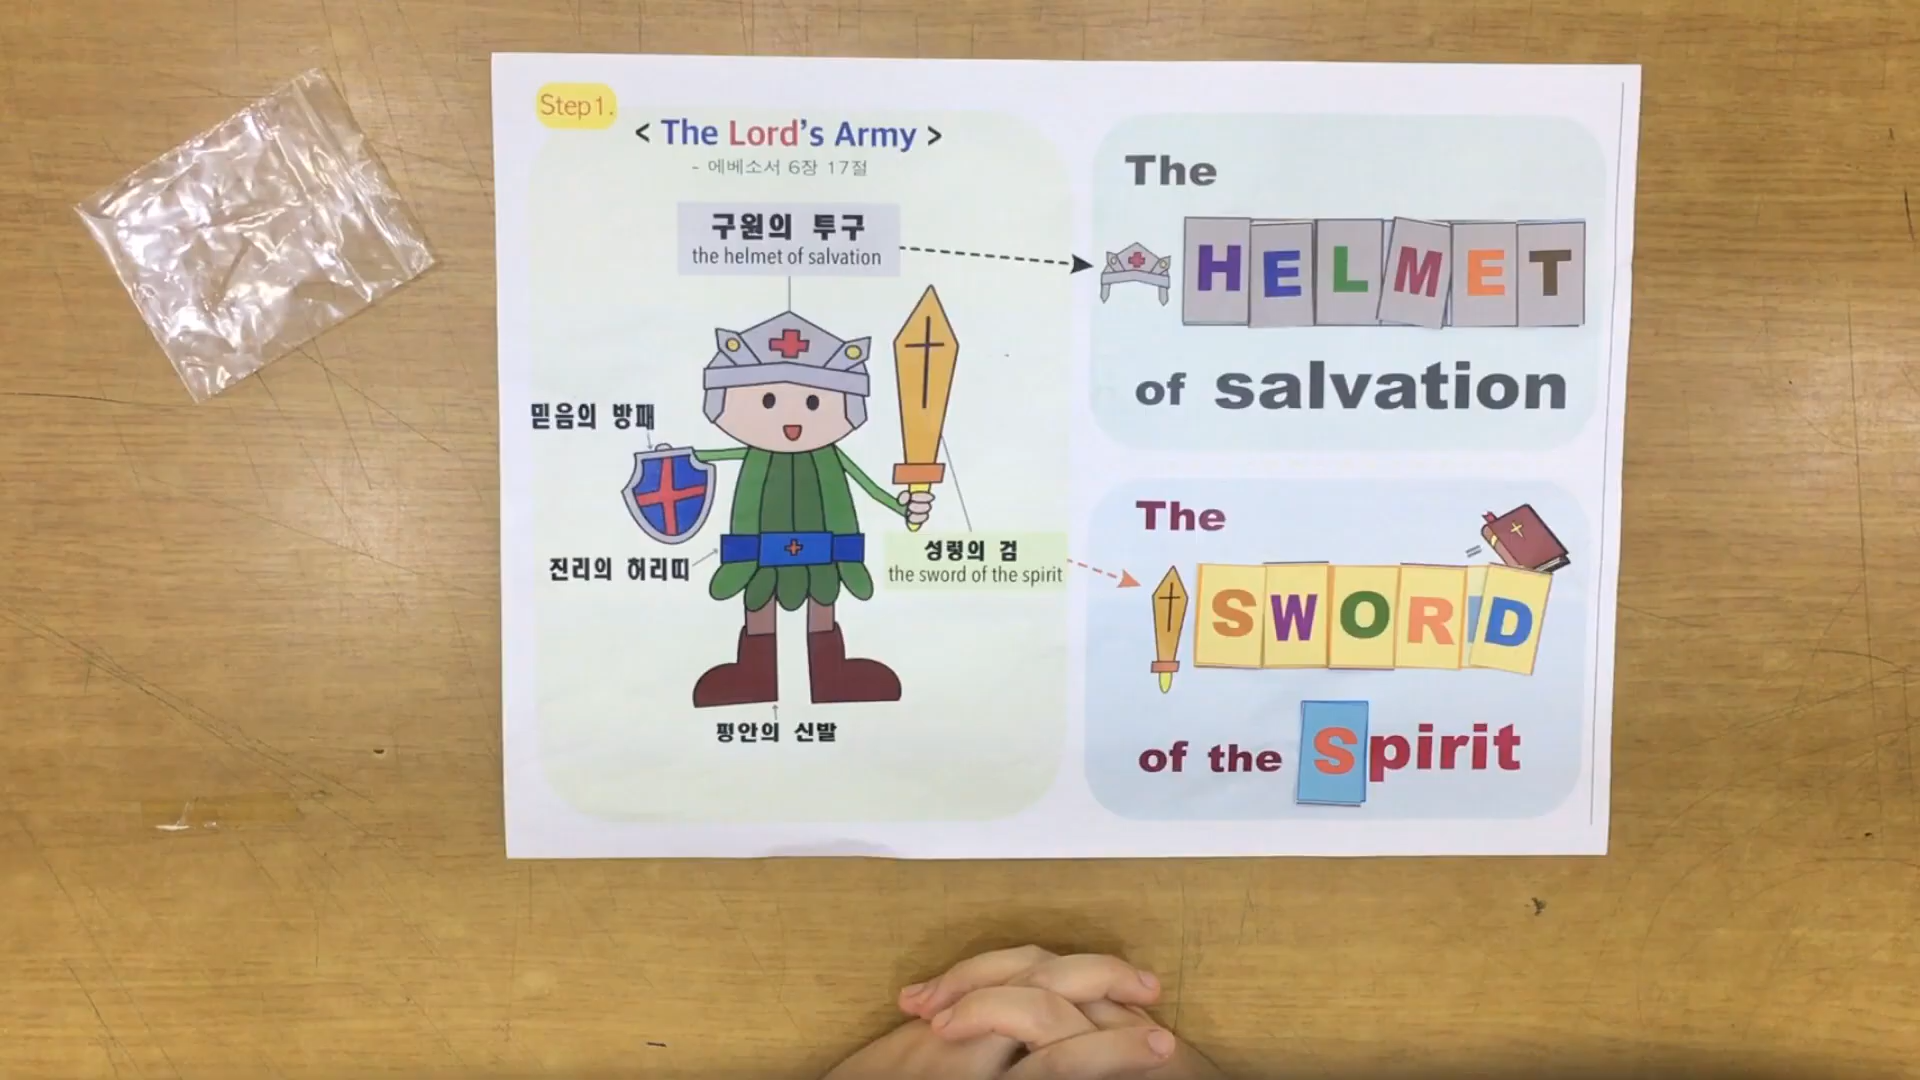 Step1.
< The Lord's Army >
- 에베소서 6장 17절
구원의 투구
the helmet of salvation
믿음의 방패
진리의 허리띠
성령의 검
the sword of the spirit
평안의 신발
The
HELMET
of salvation
The
SWORD
of the Spirit